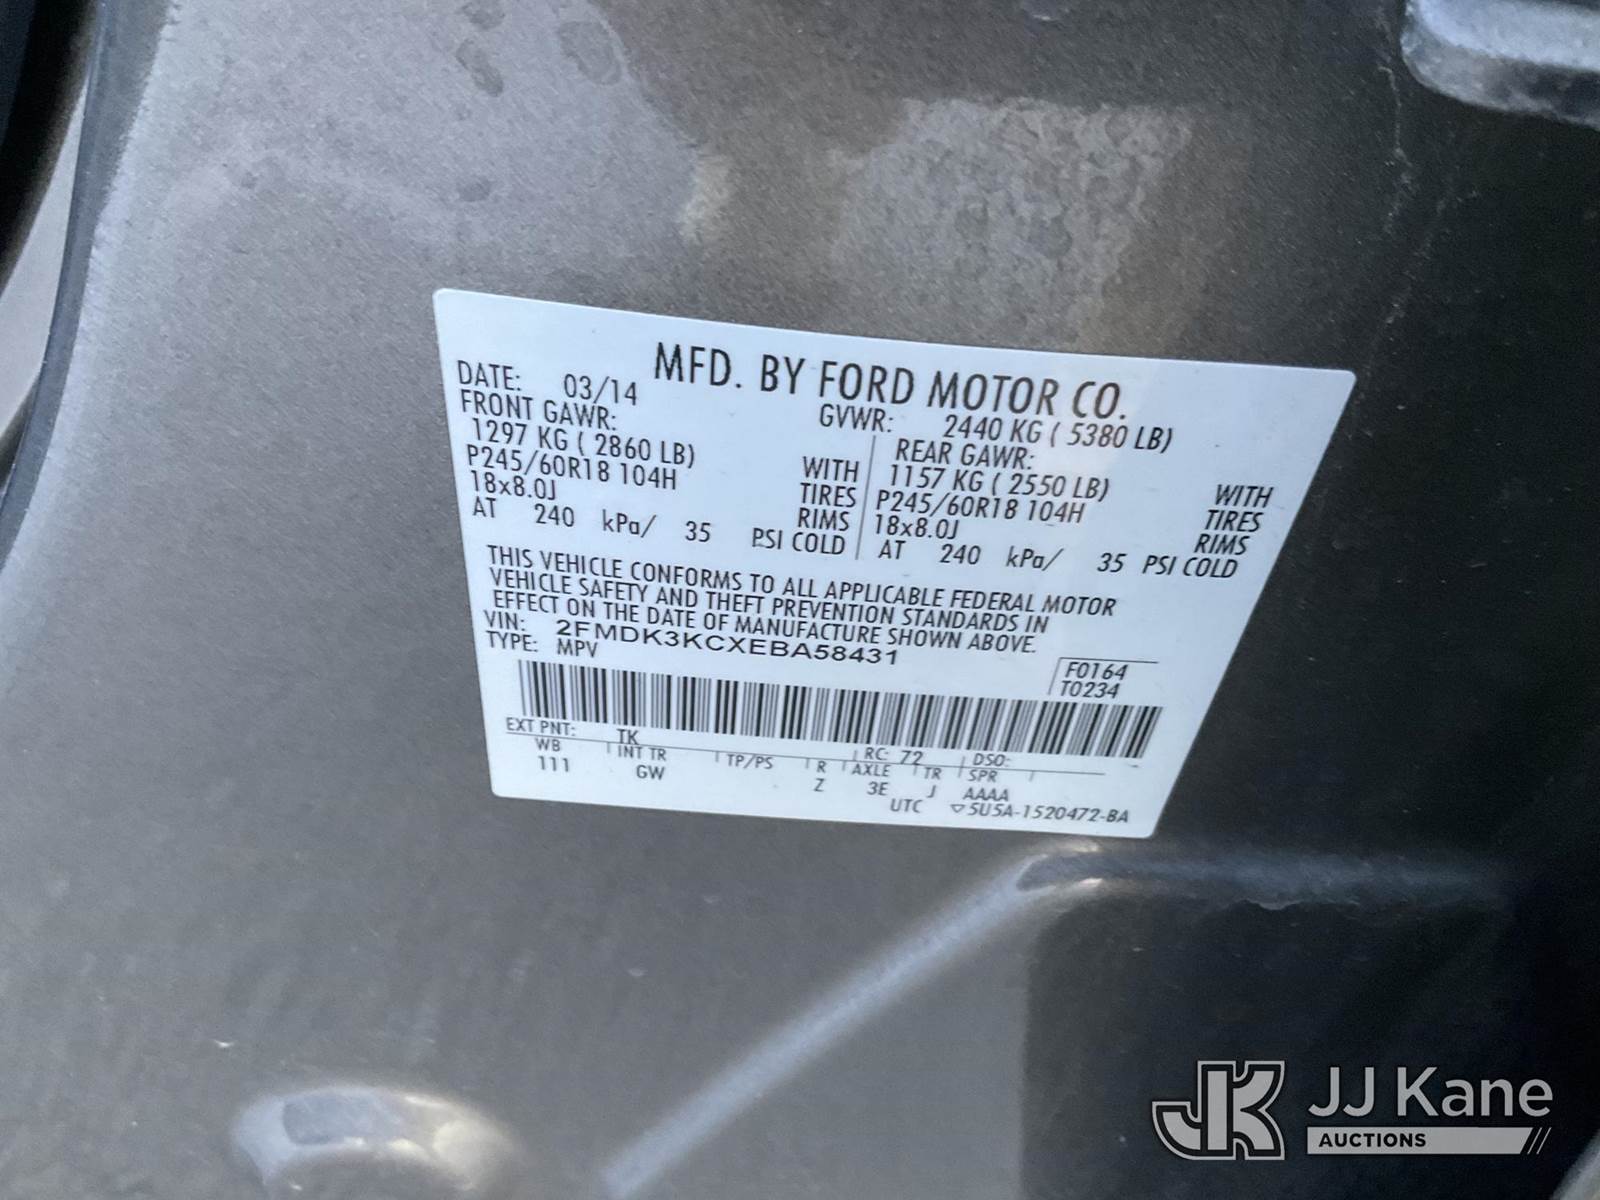 MFD. BY FORD MOTOR CO.
DATE: 03/14 GVWR: 2440 KG ( 5380 LB)
FRONT GAWR: REAR GAWR:
1297 KG ( 2860 LB) WITH 1157 KG ( 2550 LB) WITH
P245/60R18 104H TIRES P245/60R18 104H TIRES
18x8.0J RIMS 18x8.0J RIMS
AT 240 kPa/ 35 PSI COLD AT 240 kPa/ 35 PSI COLD
THIS VEHICLE CONFORMS TO ALL APPLICABLE FEDERAL MOTOR
VEHICLE SAFETY AND THEFT PREVENTION STANDARDS IN
EFFECT ON THE DATE OF MANUFACTURE SHOWN ABOVE.
VIN: 2FMDK3KCXEBA58431
TYPE: MPV
F0164
T0234
EXT PNT: TK RC: 72 DSO:
WB INT TR TP/PS R AXLE TR SPR
111 GW Z 3E J AAAA
UTC ▽5U5A-1520472-BA
JK JJ Kane
AUCTIONS